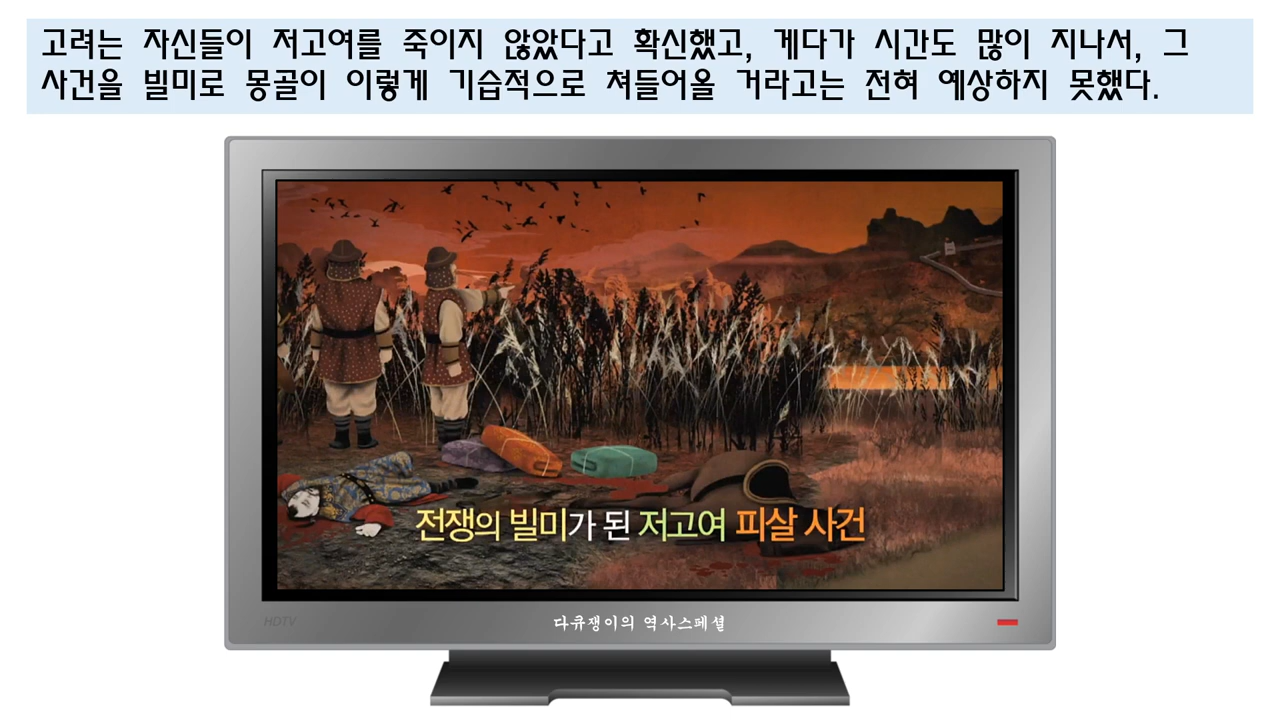 고려는 자신들이 저고여를 죽이지 않았다고 확신했고, 게다가 시간도 많이 지나서, 그
사건을 빌미로 몽골이 이렇게 기습적으로 쳐들어올 거라고는 전혀 예상하지 못했다.
전쟁의 빌미가 된 저고여 피살 사건
HDTV
다큐쟁이의 역사스페셜